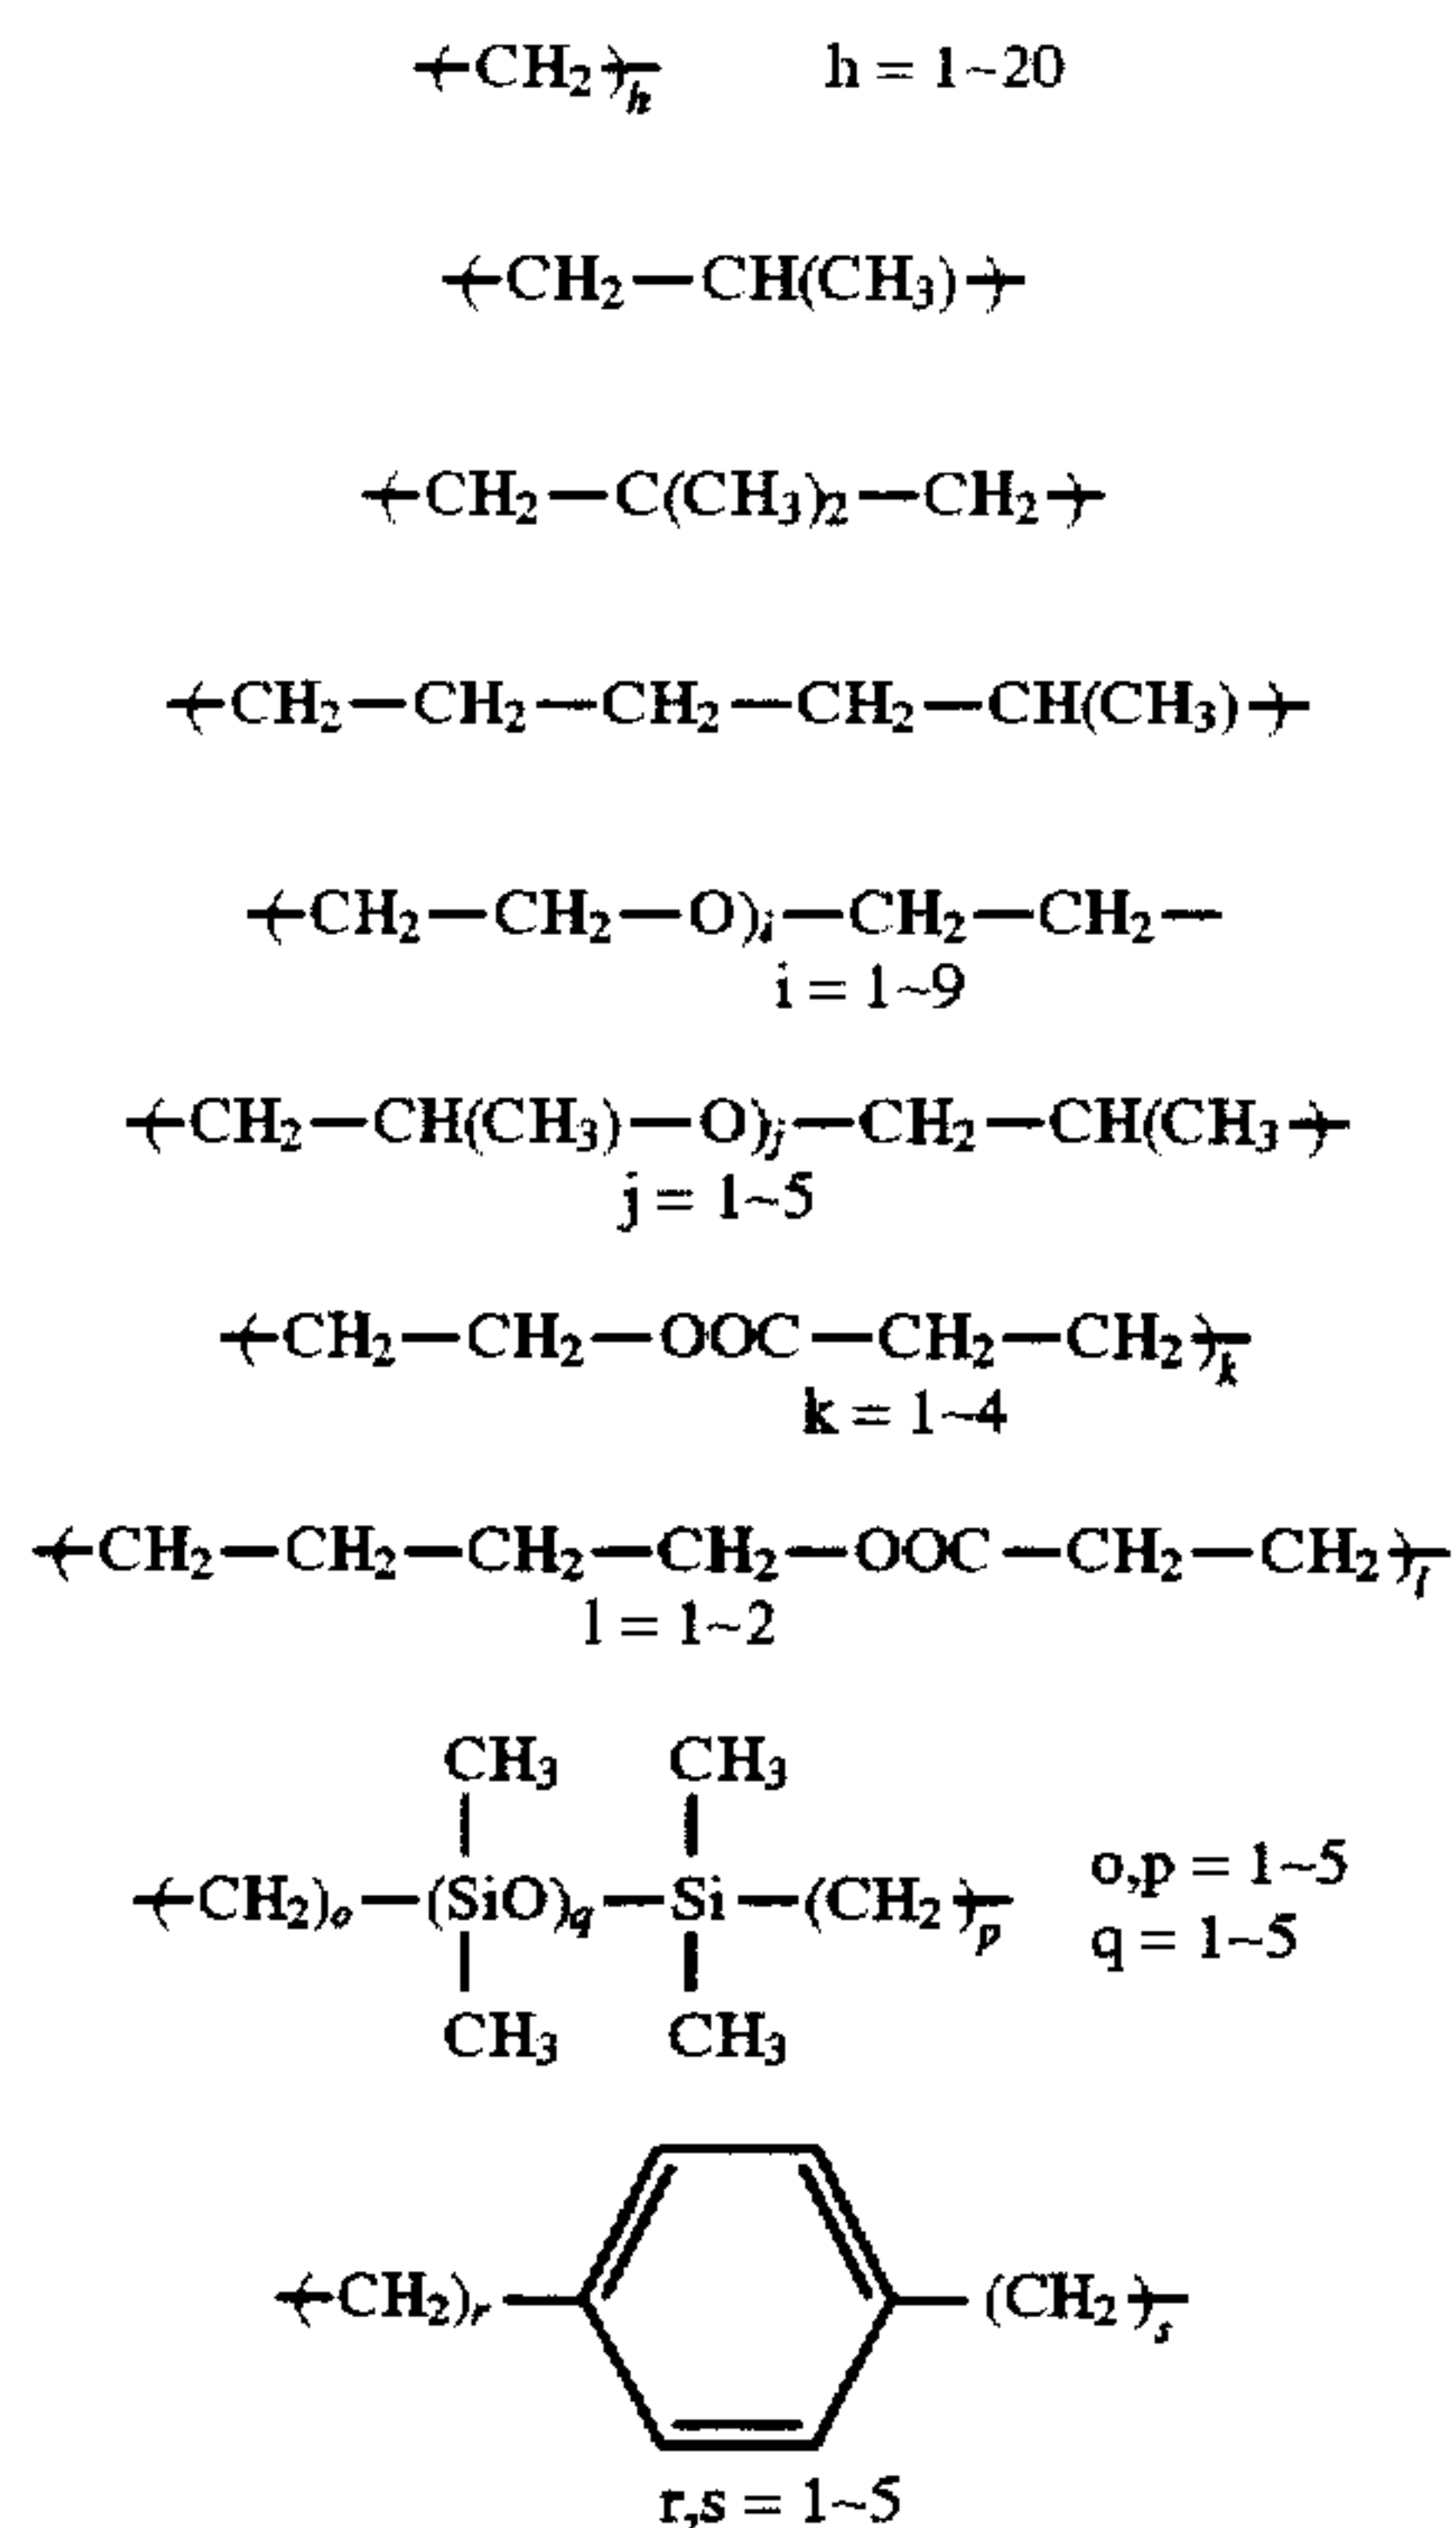 -(CH₂)ₕ- h = 1~20
-(CH₂—CH(CH₃))-
-(CH₂—C(CH₃)₂—CH₂)-
-(CH₂—CH₂—CH₂—CH₂—CH(CH₃))-
-(CH₂—CH₂—O)ᵢ—CH₂—CH₂—
i = 1~9
-(CH₂—CH(CH₃)—O)ⱼ—CH₂—CH(CH₃)-
j = 1~5
-(CH₂—CH₂—OOC—CH₂—CH₂)ₖ-
k = 1~4
-(CH₂—CH₂—CH₂—CH₂—OOC—CH₂—CH₂)ₗ-
l = 1~2
CH₃ CH₃
-(CH₂)ₒ—(SiO)q—Si—(CH₂)ₚ- o,p = 1~5
q = 1~5
CH₃ CH₃
-(CH₂)ᵣ— —(CH₂)ₛ-
r,s = 1~5